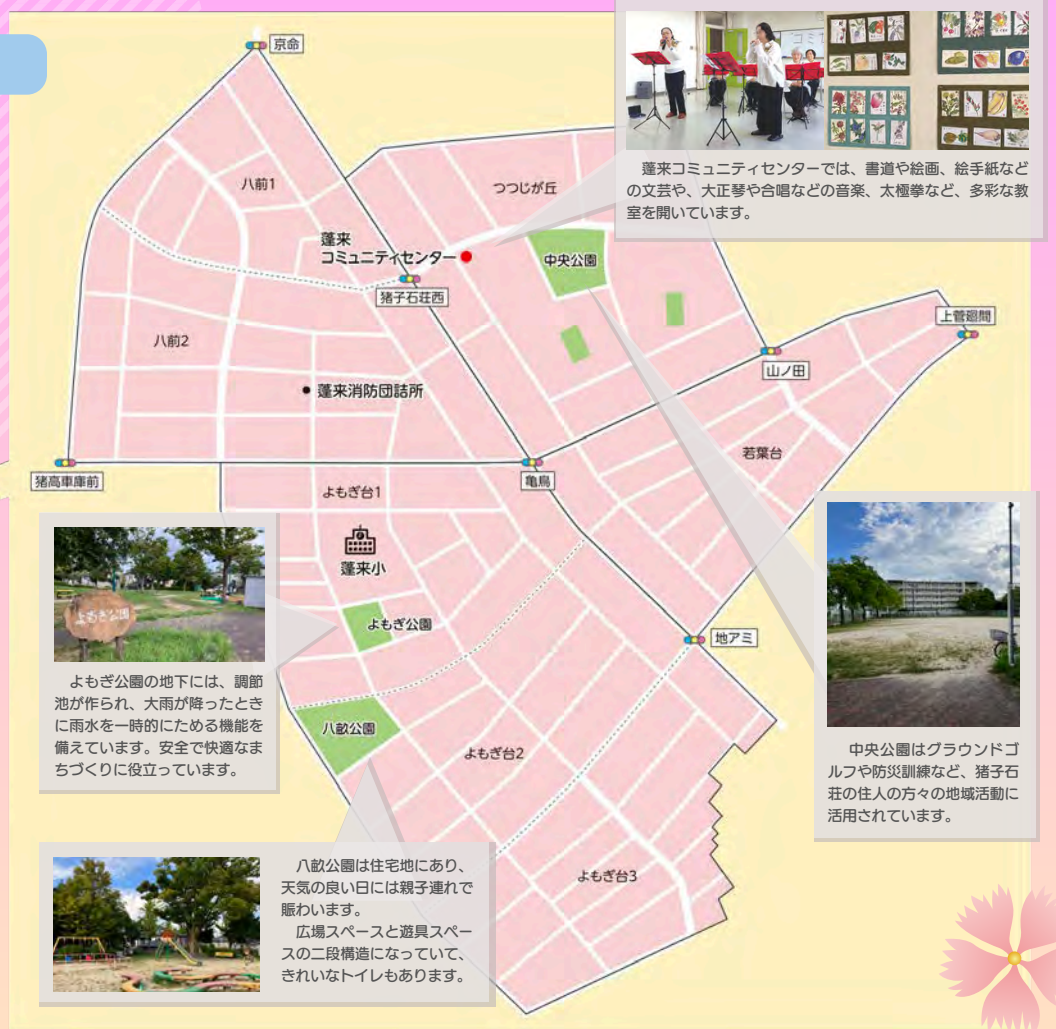 京命
コミ
蓬来コミュニティセンターでは、書道や絵画、絵手紙など
の文芸や、大正琴や合唱などの音楽、太極拳など、多彩な教
室を開いています。
八前1
つつじが丘
蓬来
コミュニティセンター
中央公園
猪子石荘西
上菅廻間
八前2
山ノ田
蓬来消防団詰所
若葉台
猪高車庫前
亀鳥
よもぎ台1
蓬来小
よもぎ公園
よもぎ公園
地アミ
よもぎ公園の地下には、調節
池が作られ、大雨が降ったとき
に雨水を一時的にためる機能を
備えています。安全で快適なま
ちづくりに役立っています。
八畝公園
よもぎ台2
中央公園はグラウンドゴ
ルフや防災訓練など、猪子石
荘の住人の方々の地域活動に
活用されています。
八畝公園は住宅地にあり、
天気の良い日には親子連れで
賑わいます。
広場スペースと遊具スペー
スの二段構造になっていて、
きれいなトイレもあります。
よもぎ台3